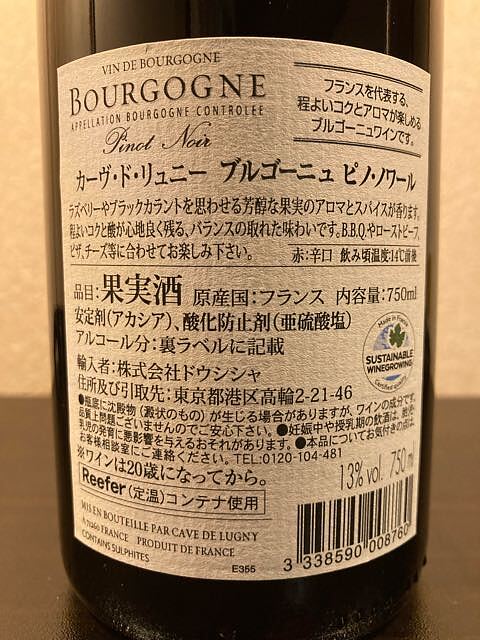 VIN DE BOURGOGNE
BOURGOGNE
APPELLATION BOURGOGNE CONTROLÉE
Pinot Noir
フランスを代表する、
程よいコクとアロマが楽しめる
ブルゴーニュワインです。
カーヴ・ド・リュニー ブルゴーニュ ピノ・ノワール
ラズベリーやブラックカラントを思わせる芳醇な果実のアロマとスパイスが香ります。
程よいコクと酸が心地良く残る、バランスの取れた味わいです。B.B.Q.やローストビーフ、
ピザ、チーズ等に合わせてお楽しみ下さい。
赤:辛口 飲み頃温度:14℃前後
品目:果実酒 原産国:フランス 内容量:750ml
安定剤(アカシア)、酸化防止剤(亜硫酸塩)
アルコール分:裏ラベルに記載
輸入者:株式会社ドウシシャ
住所及び引取先:東京都港区高輪2-21-46
Made in France
SUSTAINABLE
WINEGROWING
Certified
●瓶底に沈殿物(澱状のもの)が生じる場合がありますが、ワインの成分です。
品質上問題ございませんのでご安心下さい。●妊娠中や授乳期の飲酒は、胎児・
乳児の発育に悪影響を与えるおそれがあります。●本品についてお気付きの点は、
お客様相談室にご連絡ください。TEL:0120-104-481
※ワインは20歳になってから。
Reefer(定温)コンテナ使用
13% vol. 750 ml
MIS EN BOUTEILLE PAR CAVE DE LUGNY
A 71260 FRANCE PRODUIT DE FRANCE
CONTAINS SULPHITES
E355
3 338590 008760